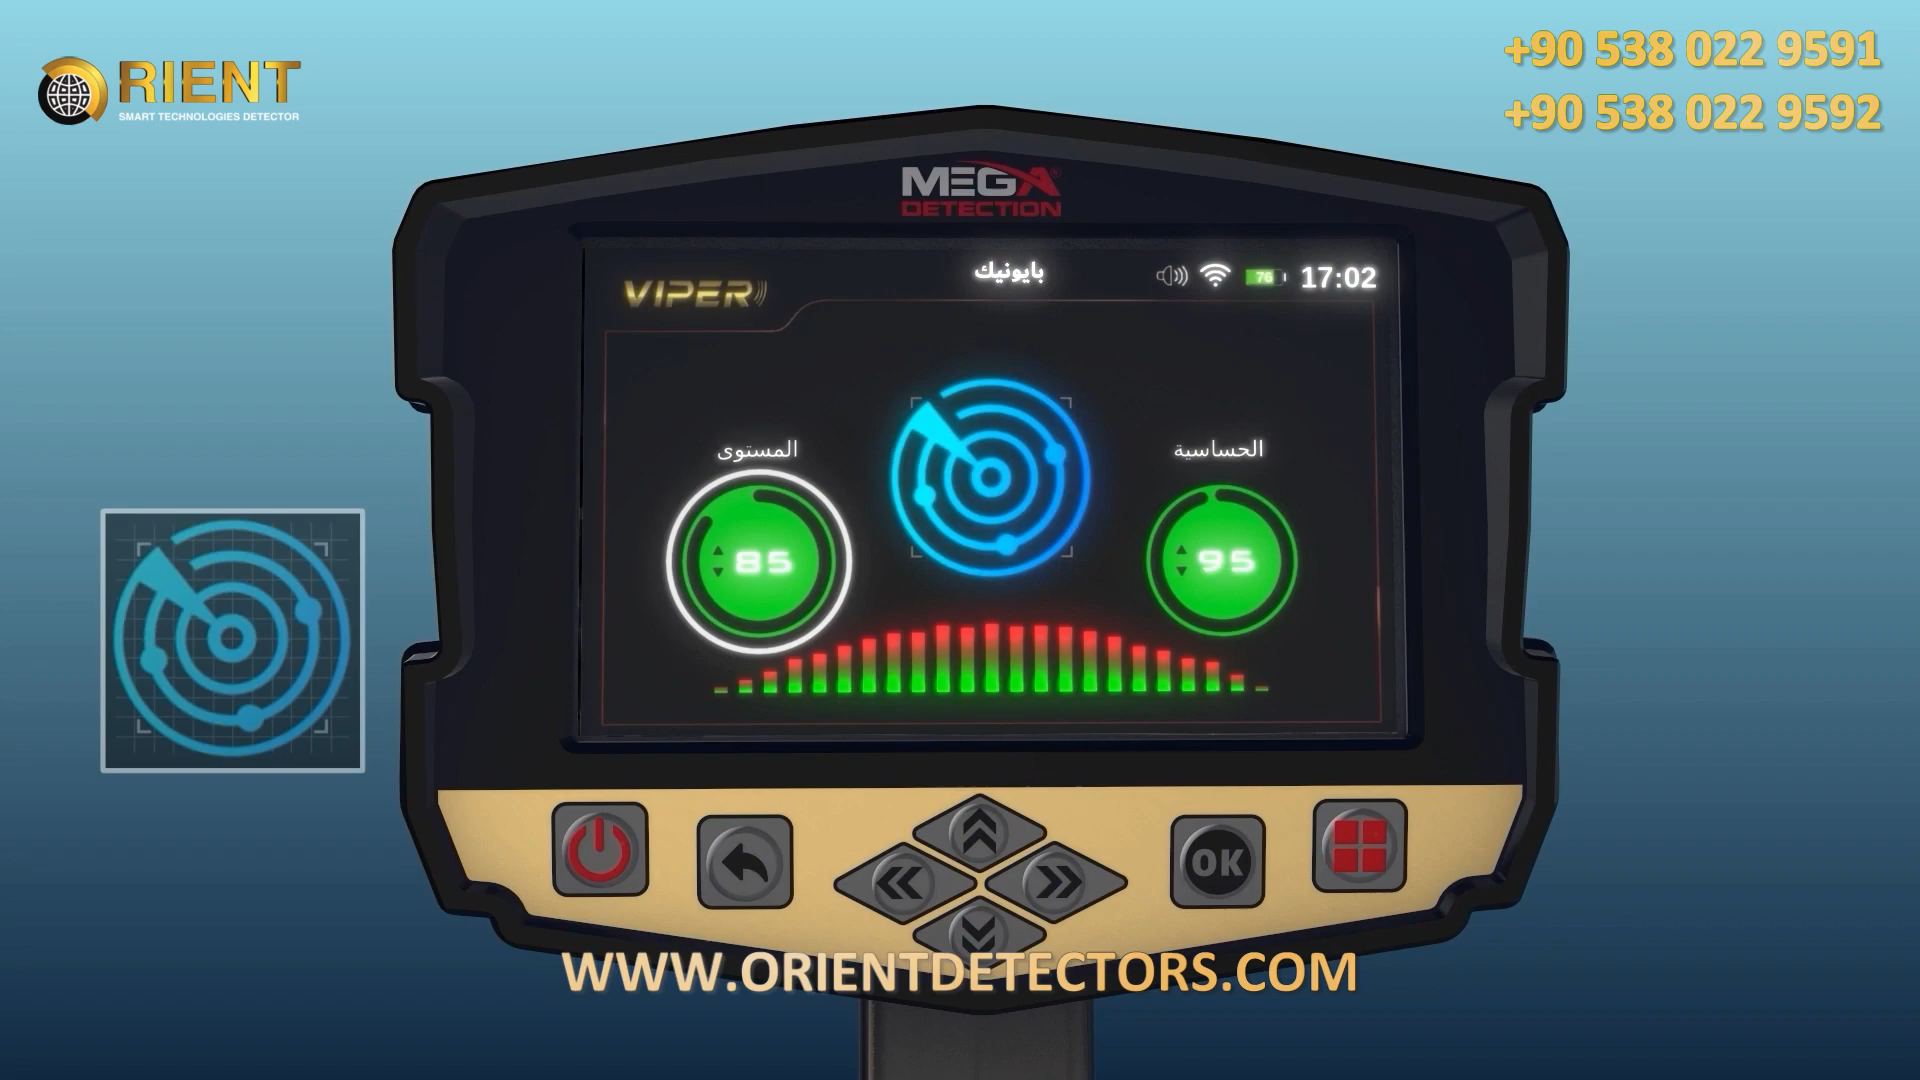 ORIENT
SMART TECHNOLOGIES DETECTOR
+90 538 022 9591
+90 538 022 9592
MEGA®
DETECTION
VIPER
بايونيك
76
17:02
المستوى
الحساسية
85
95
OK
WWW.ORIENTDETECTORS.COM